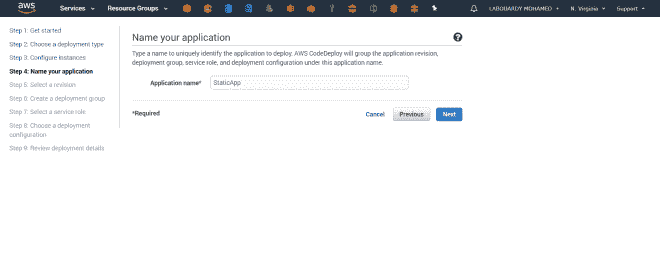 aws Services Resource Groups LABOUARDY MOHAMED N. Virginia Support
Step 1: Get started
Step 2: Choose a deployment type
Step 3: Configure instances
Step 4: Name your application
Step 5: Select a revision
Step 6: Create a deployment group
Step 7: Select a service role
Step 8: Choose a deployment
configuration
Step 9: Review deployment details
Name your application
Type a name to uniquely identify the application to deploy. AWS CodeDeploy will group the application revision,
deployment group, service role, and deployment configuration under this application name.
Application name* StaticApp
*Required Cancel Previous Next